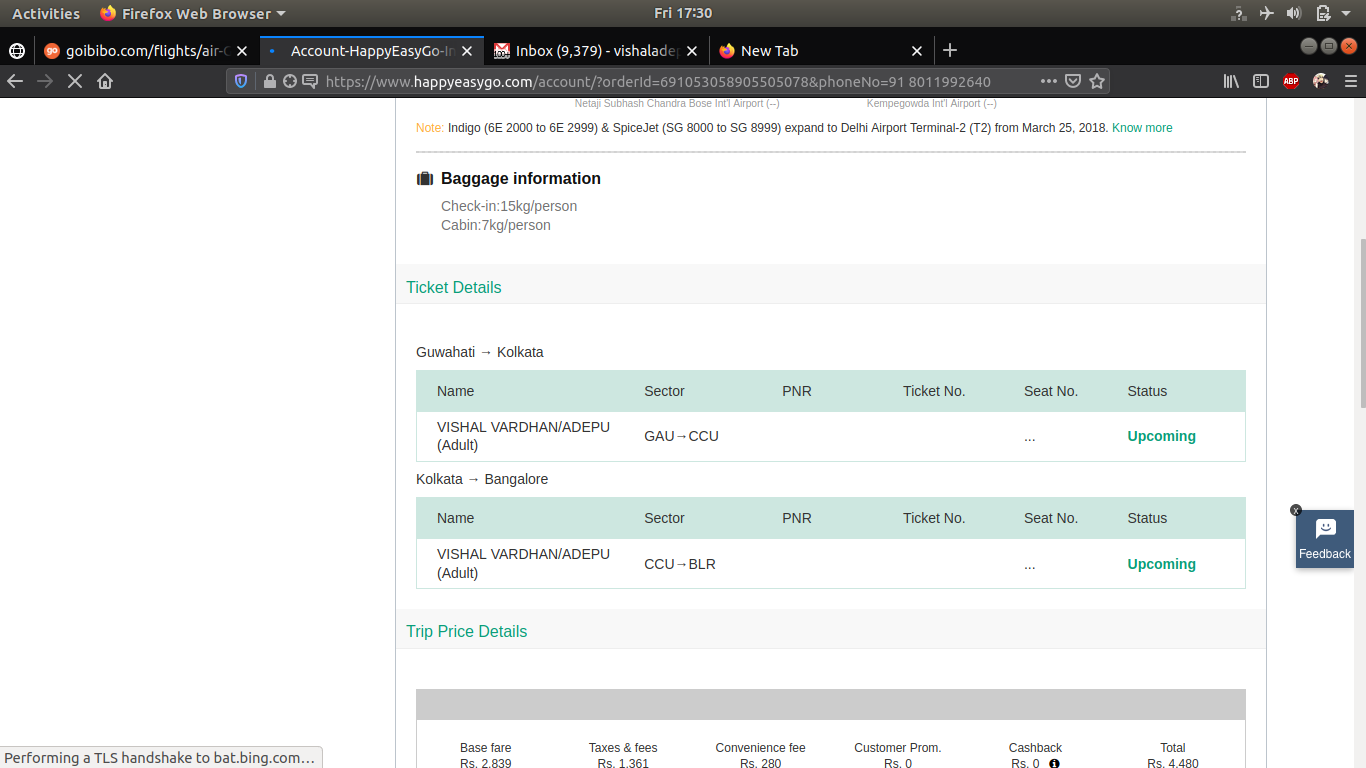 Activities Firefox Web Browser Fri 17:30
goibibo.com/flights/air- Account-HappyEasyGo-In Inbox (9,379) - vishaladep New Tab
https://www.happyeasygo.com/account/?orderId=691053058905505078&phoneNo=91 8011992640 ABP
Netaji Subhash Chandra Bose Int'l Airport (--) Kempegowda Int'l Airport (--)
Note: Indigo (6E 2000 to 6E 2999) & SpiceJet (SG 8000 to SG 8999) expand to Delhi Airport Terminal-2 (T2) from March 25, 2018. Know more
Baggage information
Check-in:15kg/person
Cabin:7kg/person
Ticket Details
Guwahati → Kolkata
Name Sector PNR Ticket No. Seat No. Status
VISHAL VARDHAN/ADEPU
(Adult) GAU→CCU ... Upcoming
Kolkata → Bangalore
Name Sector PNR Ticket No. Seat No. Status
VISHAL VARDHAN/ADEPU
(Adult) CCU→BLR ... Upcoming
x
Feedback
Trip Price Details
Base fare Taxes & fees Convenience fee Customer Prom. Cashback Total
Rs. 2,839 Rs. 1,361 Rs. 280 Rs. 0 Rs. 0 Rs. 4,480
Performing a TLS handshake to bat.bing.com…